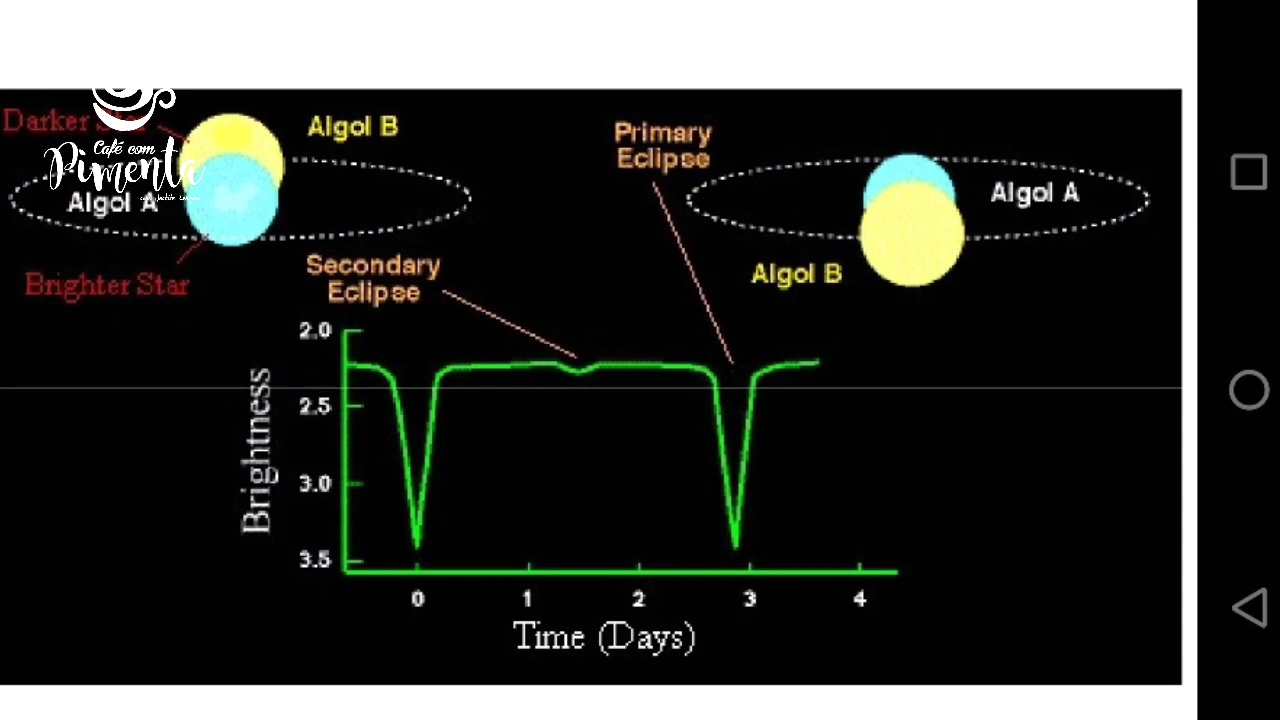 Darker
Café com
Pimenta
Algol A
Brighter Star
Algol B
Secondary
Eclipse
Primary
Eclipse
Algol A
Algol B
2.0
2.5
3.0
3.5
Brightness
0 1 2 3 4
Time (Days)